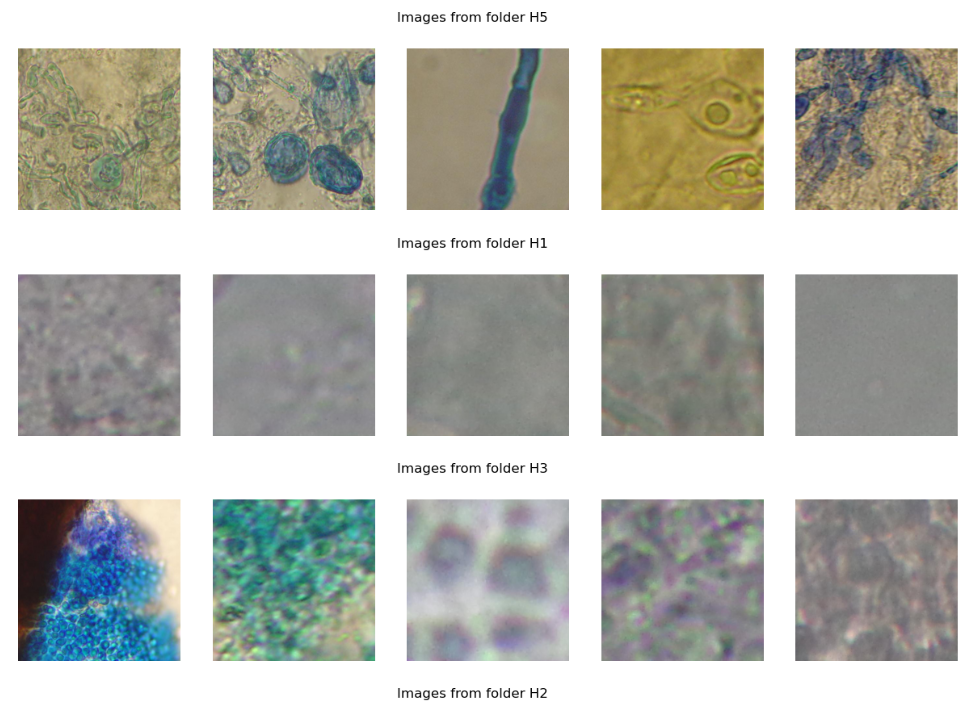 Images from folder H5
Images from folder H1
Images from folder H3
Images from folder H2